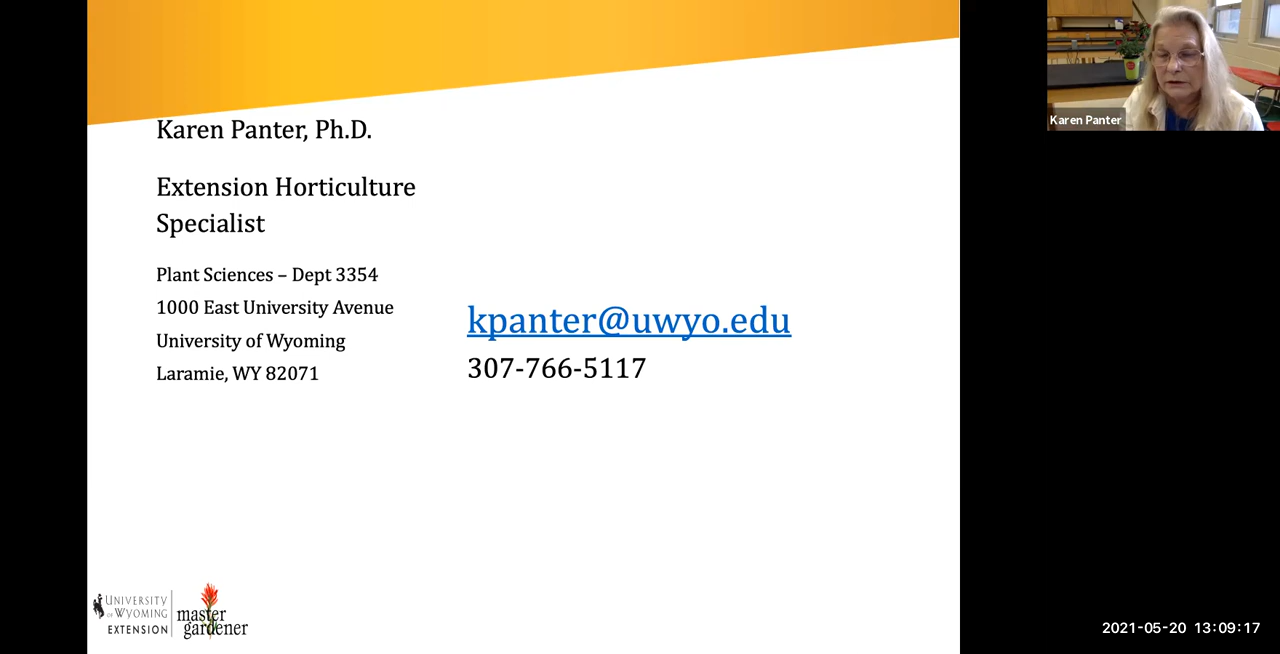 Karen Panter, Ph.D.
Extension Horticulture
Specialist
Plant Sciences – Dept 3354
1000 East University Avenue
University of Wyoming
Laramie, WY 82071
kpanter@uwyo.edu
307-766-5117
UNIVERSITY
OF WYOMING
EXTENSION
master
gardener
Karen Panter
2021-05-20 13:09:17